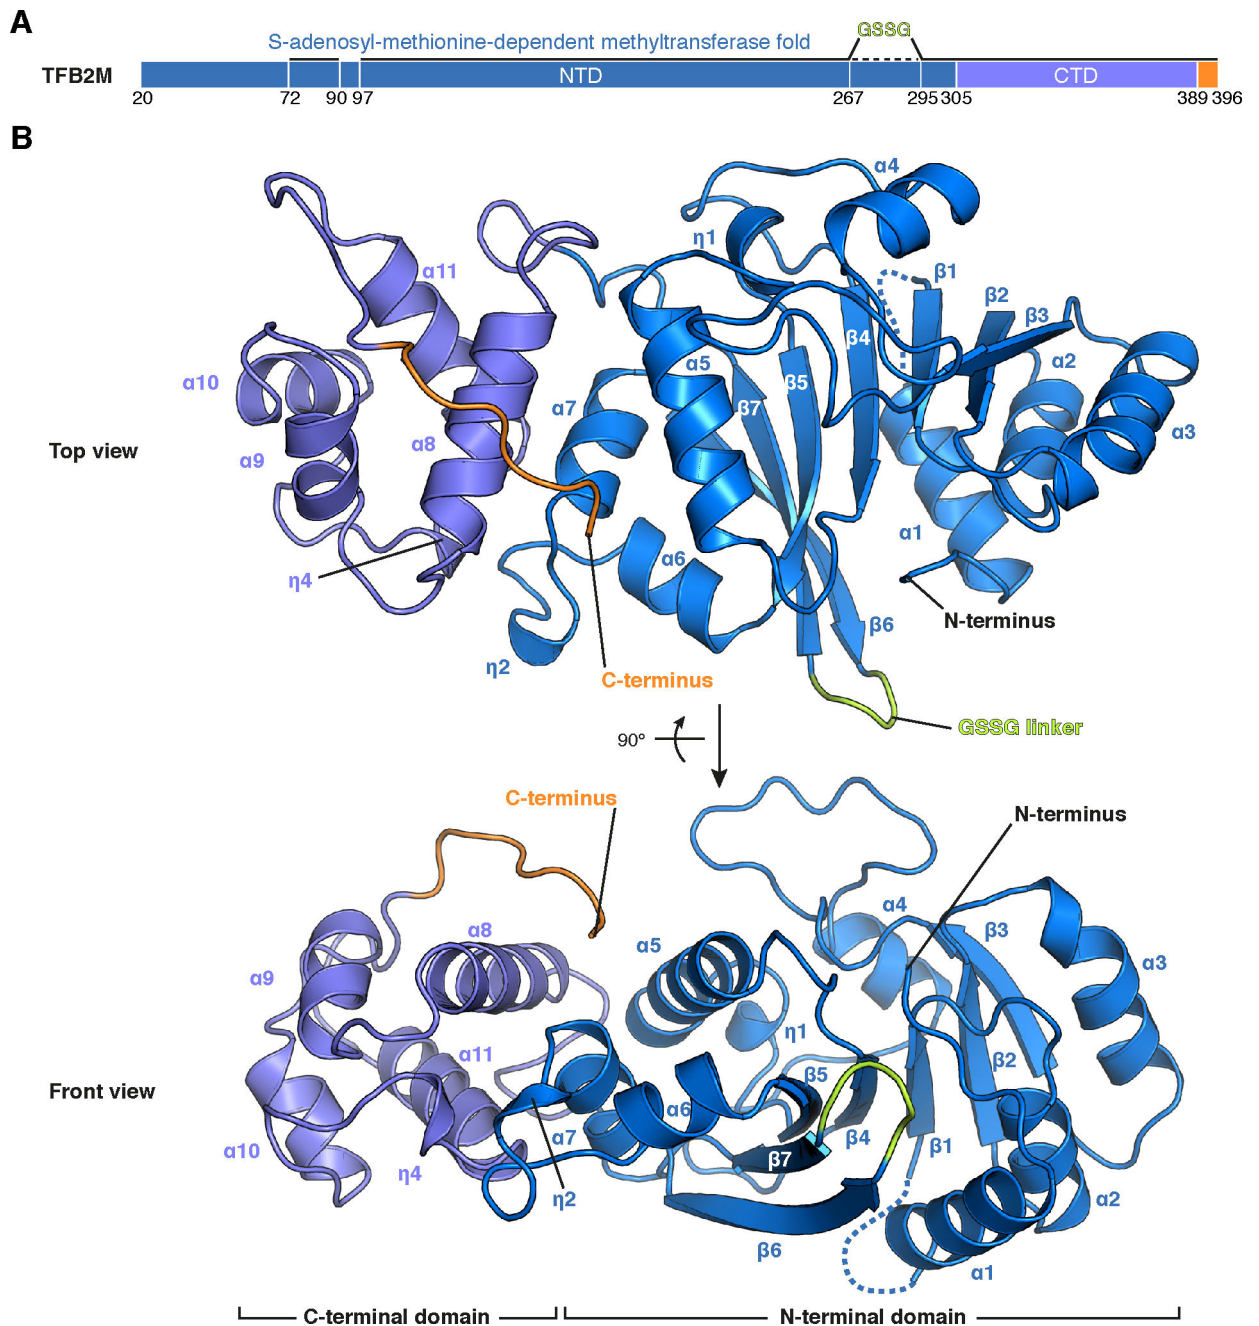 A
GSSG
S-adenosyl-methionine-dependent methyltransferase fold
TFB2M
NTD
CTD
20
72
90
97
267
295
305
389
396
B
α4
η1
α11
β1
β2
β3
β4
α5
α2
β5
α10
α7
β7
α3
α8
Top view
α9
α1
α6
η4
N-terminus
β6
η2
C-terminus
GSSG linker
90°
C-terminus
N-terminus
α4
α8
β3
α5
α3
α9
η1
α11
β2
β5
Front view
α6
α7
β4
β1
α10
β7
η4
η2
α2
β6
α1
C-terminal domain
N-terminal domain